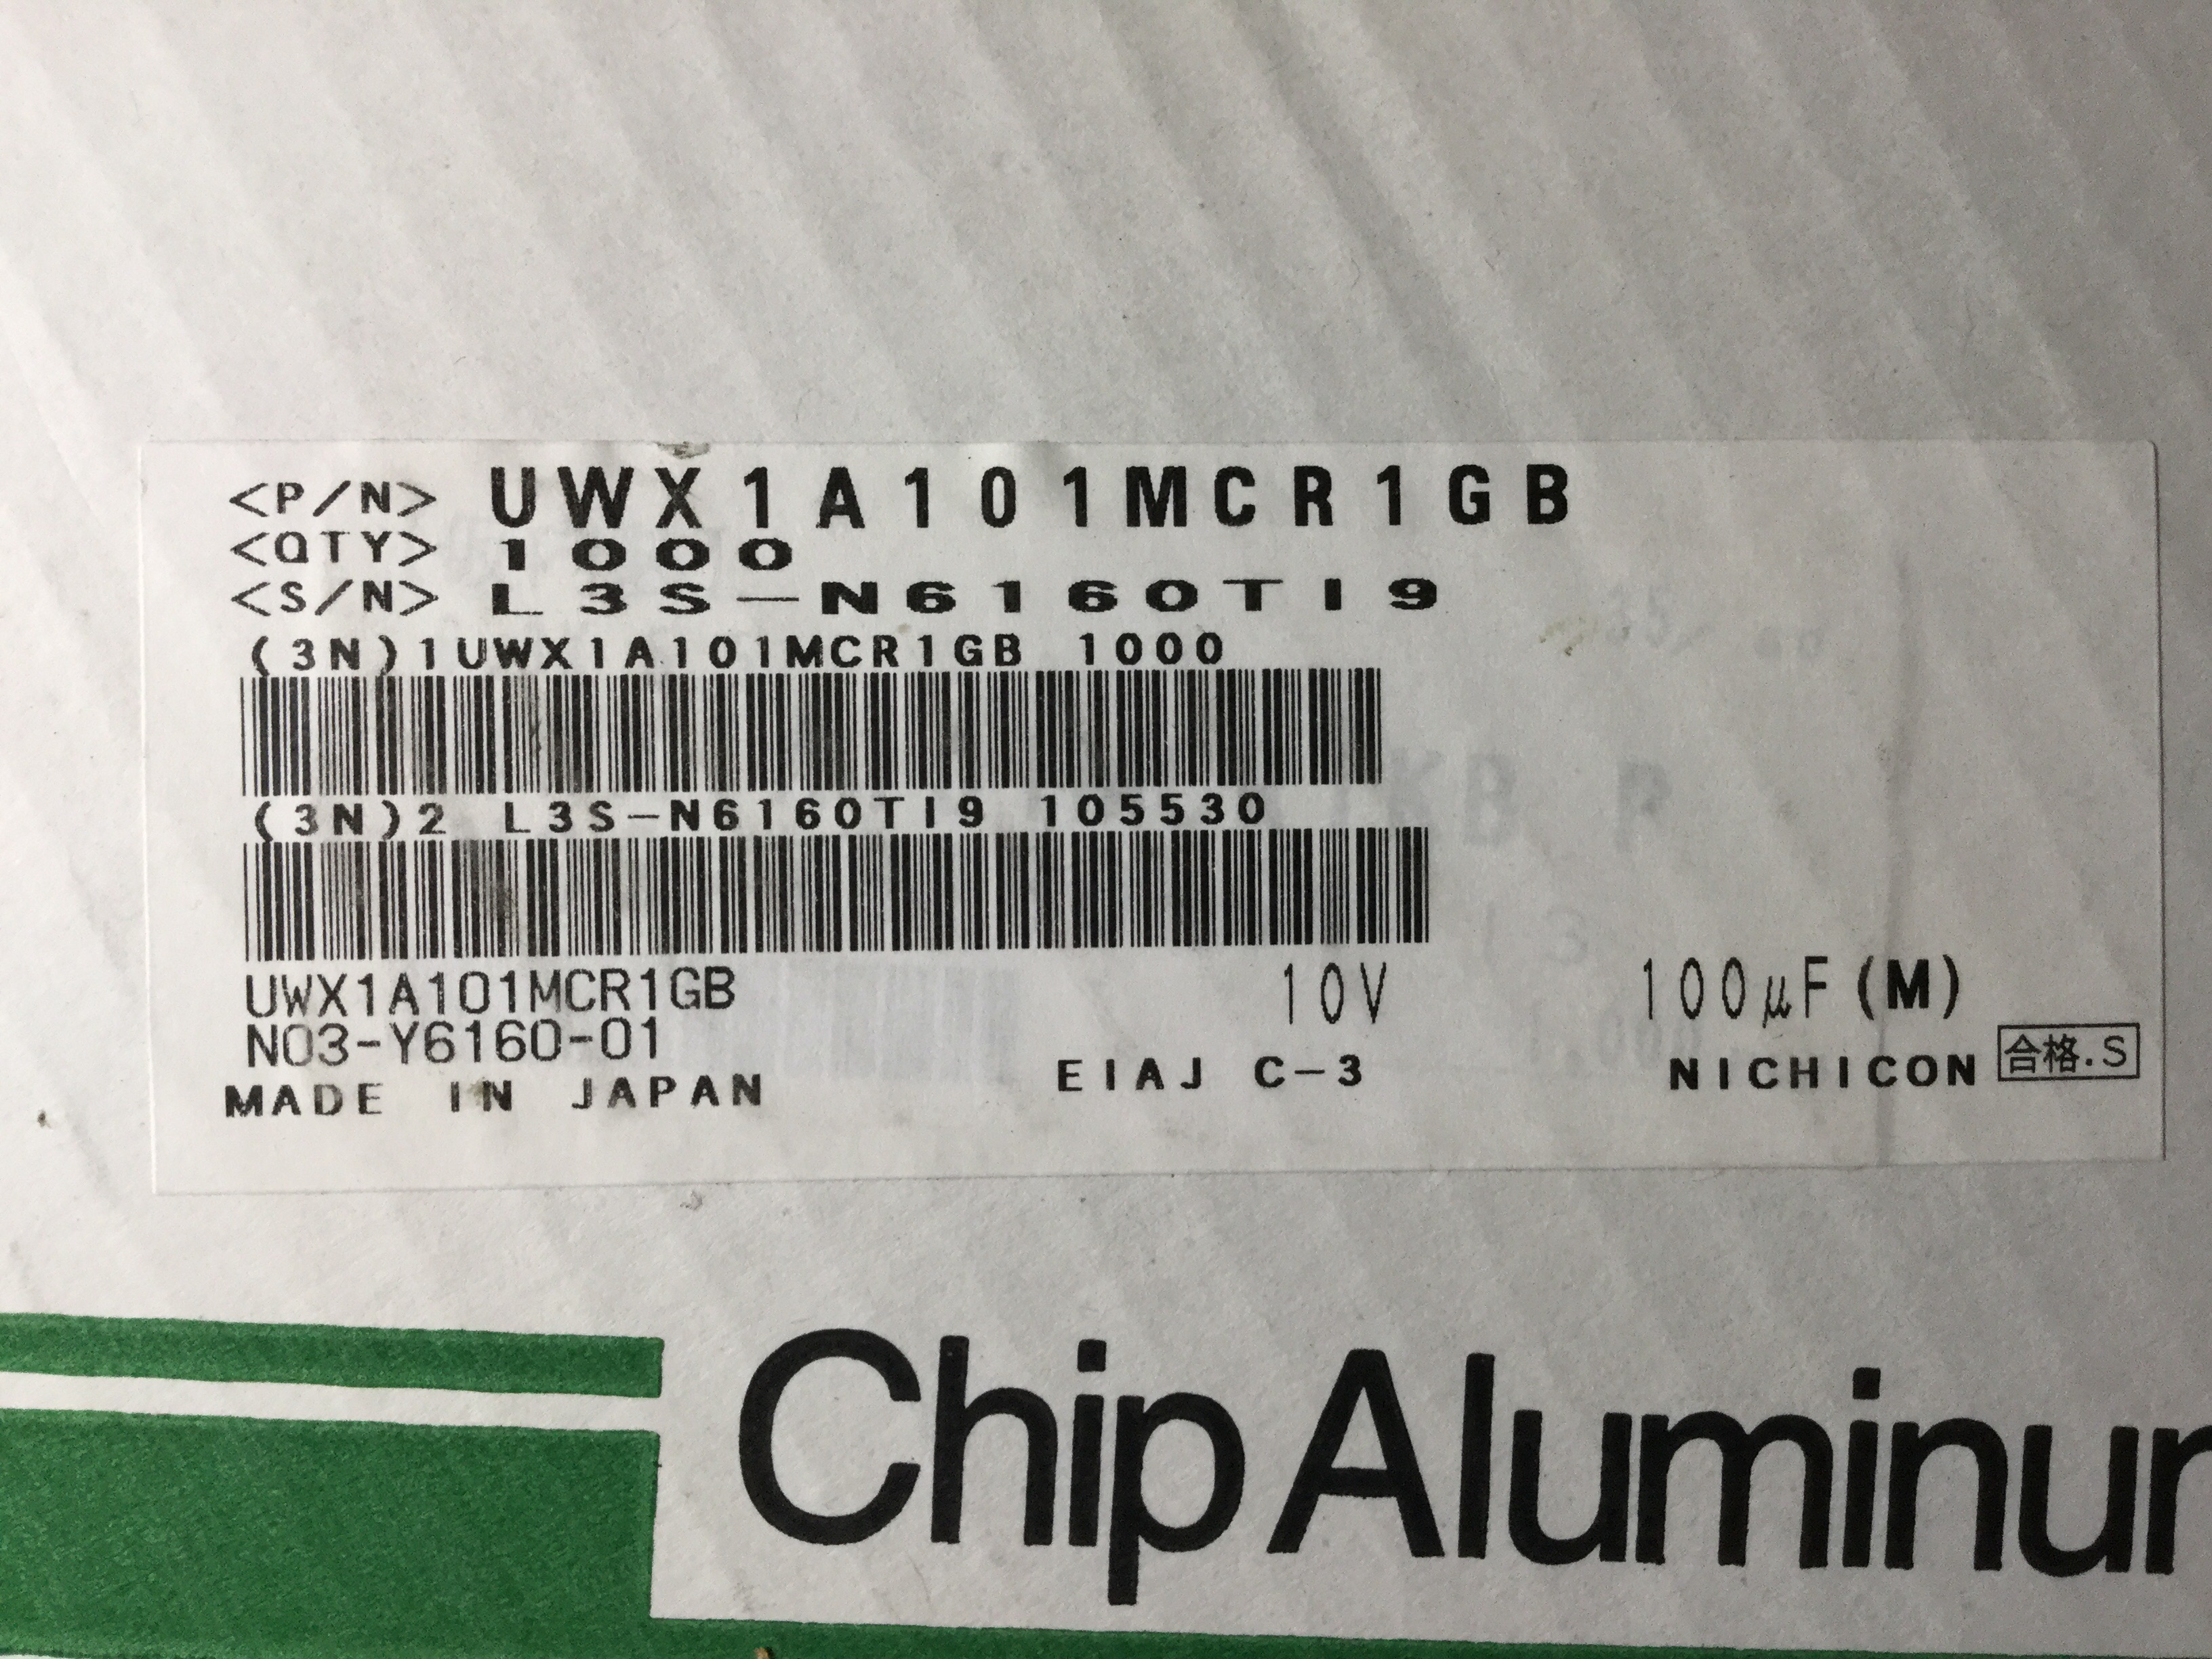 <P/N> UWX1A101MCR1GB
<QTY> 1000
<S/N> L3S-N6160TI9
(3N)1UWX1A101MCR1GB 1000
(3N)2 L3S-N6160TI9 105530
UWX1A101MCR1GB 10V 100μF(M)
N03-Y6160-01
MADE IN JAPAN EIAJ C-3 NICHICON 合格.S
Chip Aluminum